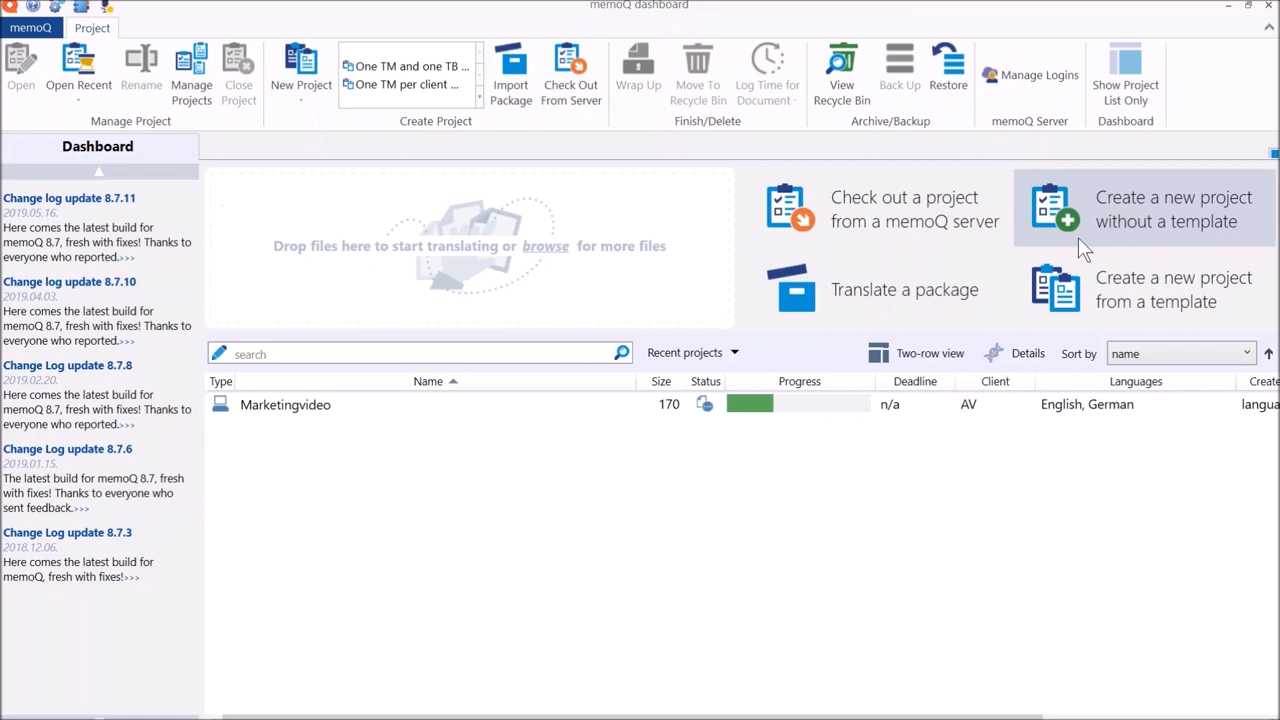 memoQ dashboard
memoQ
Project
Open
Open Recent
Rename
Manage
Projects
Close
Project
Manage Project
New Project
One TM and one TB ...
One TM per client ...
Import
Package
Check Out
From Server
Create Project
Wrap Up
Move To
Recycle Bin
Log Time for
Document
Finish/Delete
View
Recycle Bin
Back Up
Restore
Archive/Backup
Manage Logins
memoQ Server
Show Project
List Only
Dashboard
Dashboard
Change log update 8.7.11
2019.05.16.
Here comes the latest build for
memoQ 8.7, fresh with fixes! Thanks to
everyone who reported.>>>
Change log update 8.7.10
2019.04.03.
Here comes the latest build for
memoQ 8.7, fresh with fixes! Thanks to
everyone who reported.>>>
Change Log update 8.7.8
2019.02.20.
Here comes the latest build for
memoQ 8.7, fresh with fixes! Thanks to
everyone who reported.>>>
Change Log update 8.7.6
2019.01.15.
The latest build for memoQ 8.7, fresh
with fixes! Thanks to everyone who
sent feedback.>>>
Change Log update 8.7.3
2018.12.06.
Here comes the latest build for
memoQ, fresh with fixes!>>>
Drop files here to start translating or browse for more files
Check out a project
from a memoQ server
Create a new project
without a template
Translate a package
Create a new project
from a template
search
Recent projects
Two-row view
Details
Sort by
name
Type
Name
Size
Status
Progress
Deadline
Client
Languages
Create
Marketingvideo
170
n/a
AV
English, German
langua